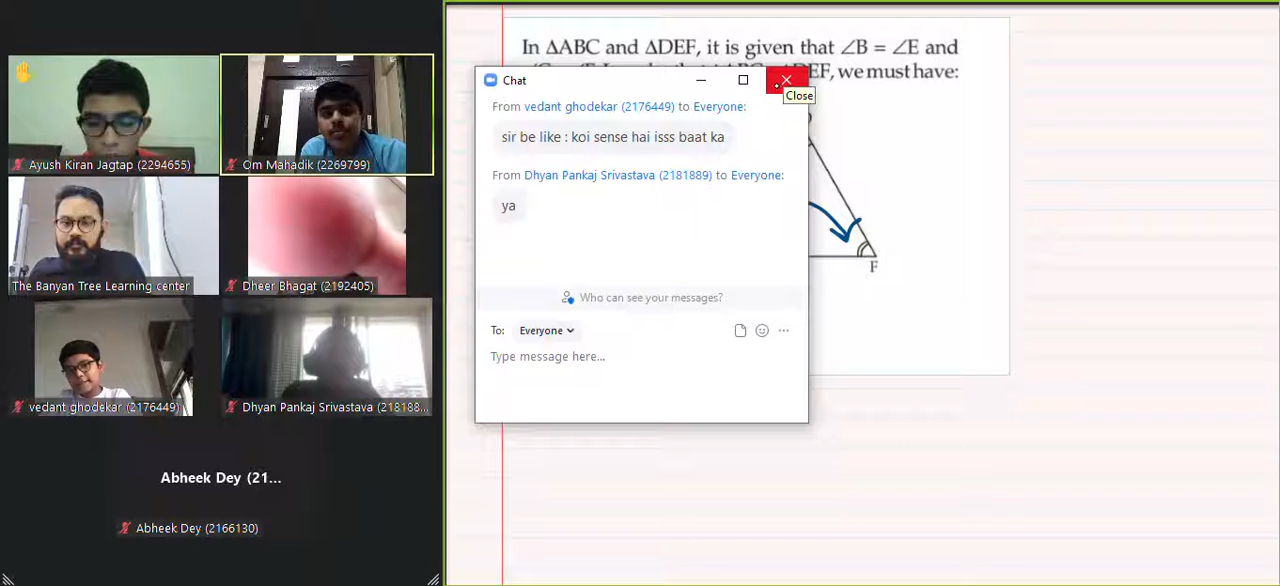 Ayush Kiran Jagtap (2294655)
Om Mahadik (2269799)
The Banyan Tree Learning center
Dheer Bhagat (2192405)
vedant ghodekar (2176449)
Dhyan Pankaj Srivastava (218188...
Abheek Dey (21...
Abheek Dey (2166130)
In ΔABC and ΔDEF, it is given that ∠B = ∠E and
DEF, we must have:
F
Chat
Close
From vedant ghodekar (2176449) to Everyone:
sir be like : koi sense hai isss baat ka
From Dhyan Pankaj Srivastava (2181889) to Everyone:
ya
Who can see your messages?
To: Everyone
Type message here...